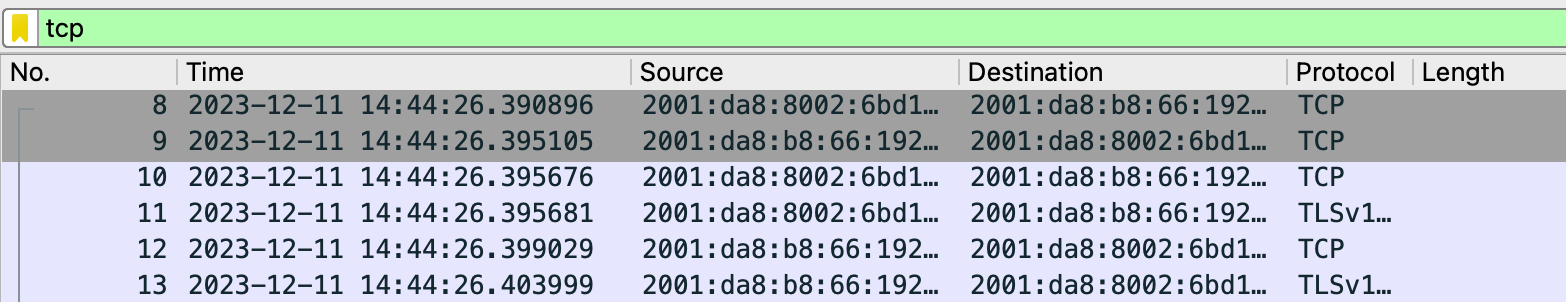 tcp
No. Time Source Destination Protocol Length
8 2023-12-11 14:44:26.390896 2001:da8:8002:6bd1… 2001:da8:b8:66:192… TCP
9 2023-12-11 14:44:26.395105 2001:da8:b8:66:192… 2001:da8:8002:6bd1… TCP
10 2023-12-11 14:44:26.395676 2001:da8:8002:6bd1… 2001:da8:b8:66:192… TCP
11 2023-12-11 14:44:26.395681 2001:da8:8002:6bd1… 2001:da8:b8:66:192… TLSv1…
12 2023-12-11 14:44:26.399029 2001:da8:b8:66:192… 2001:da8:8002:6bd1… TCP
13 2023-12-11 14:44:26.403999 2001:da8:b8:66:192… 2001:da8:8002:6bd1… TLSv1…